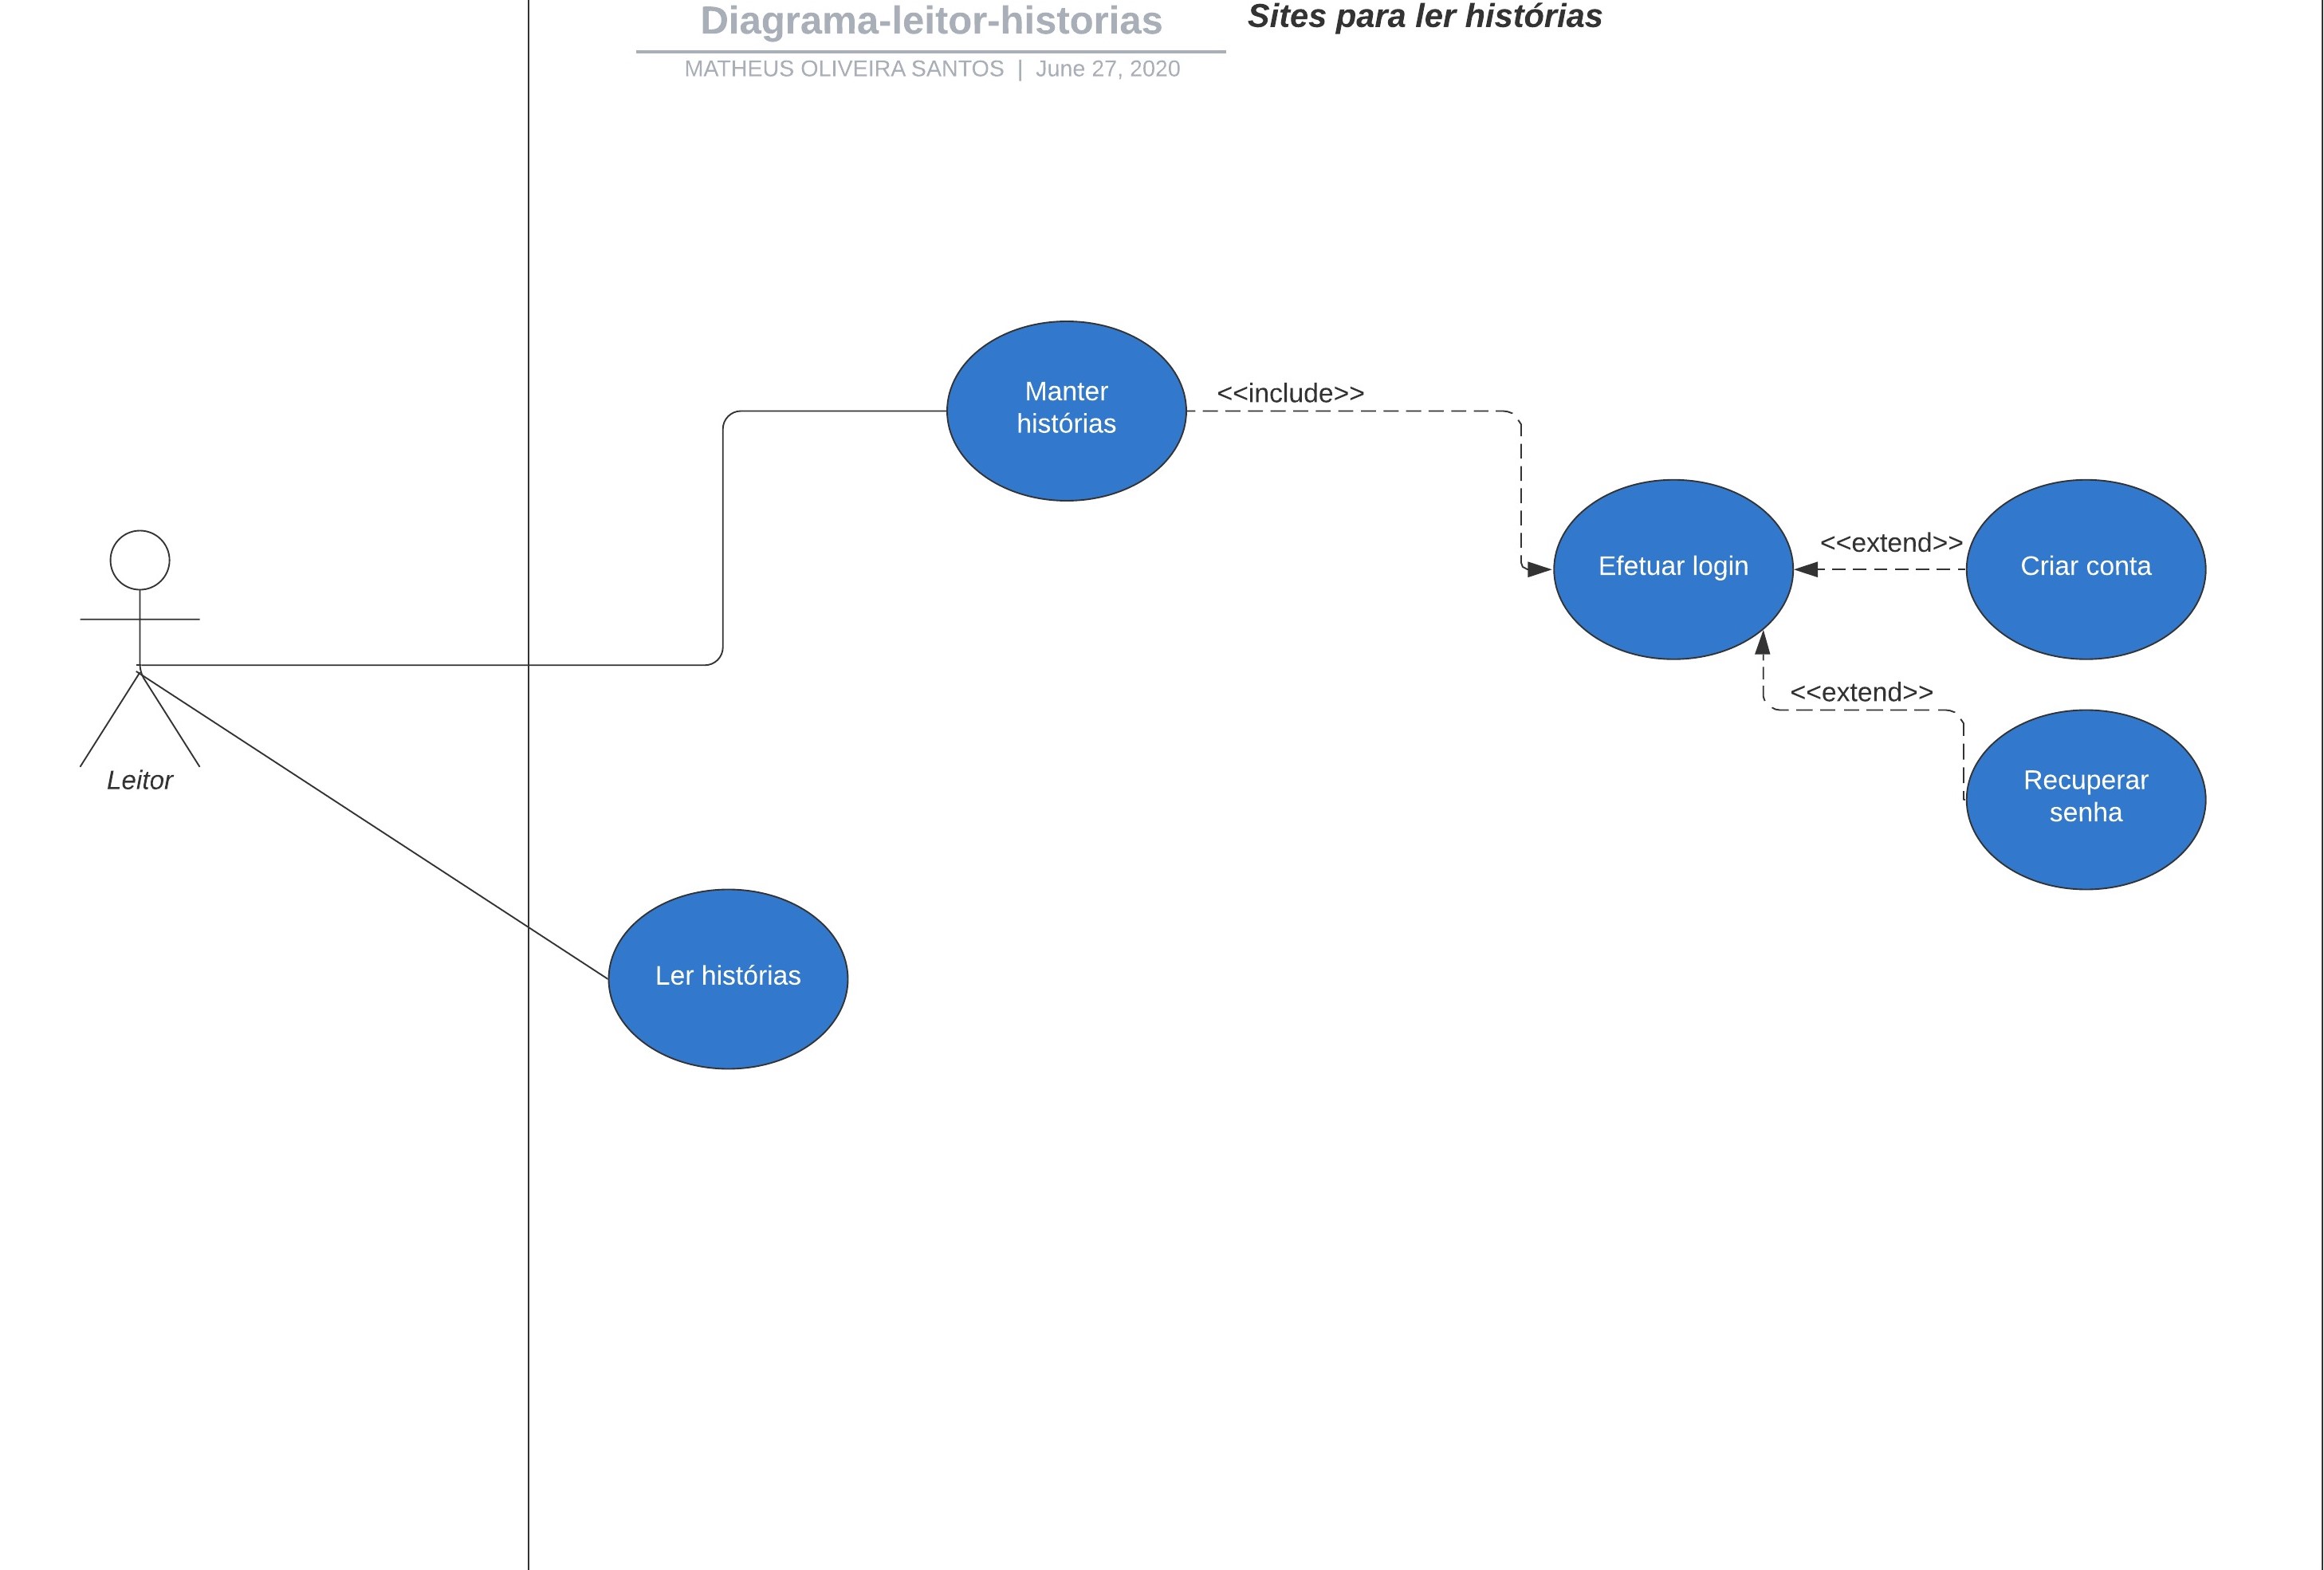 Diagrama-leitor-historias
MATHEUS OLIVEIRA SANTOS | June 27, 2020
Sites para ler histórias
Manter
histórias
<<include>>
Efetuar login
<<extend>>
Criar conta
<<extend>>
Recuperar
senha
Leitor
Ler histórias